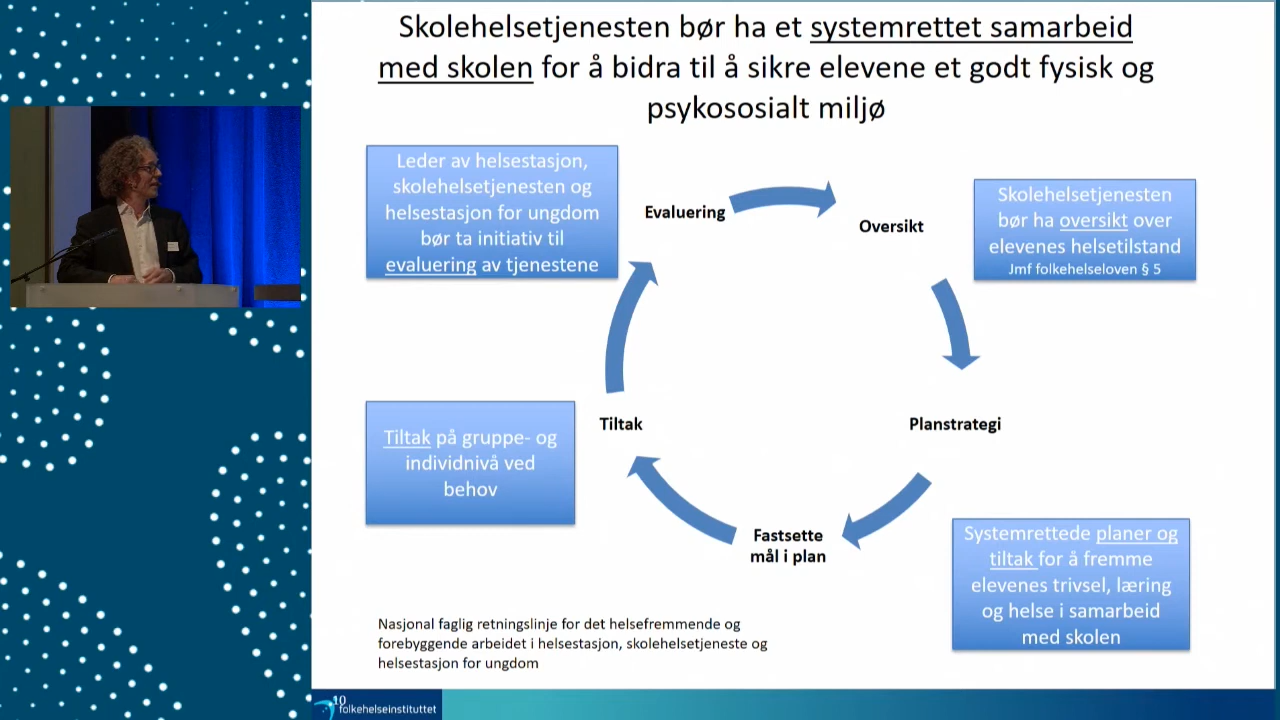 Skolehelsetjenesten bør ha et systemrettet samarbeid
med skolen for å bidra til å sikre elevene et godt fysisk og
psykososialt miljø
Leder av helsestasjon,
skolehelsetjenesten og
helsestasjon for ungdom
bør ta initiativ til
evaluering av tjenestene
Evaluering
Oversikt
Skolehelsetjenesten
bør ha oversikt over
elevenes helsetilstand
Jmf folkehelseloven § 5
Tiltak på gruppe- og
individnivå ved
behov
Tiltak
Planstrategi
Fastsette
mål i plan
Systemrettede planer og
tiltak for å fremme
elevenes trivsel, læring
og helse i samarbeid
med skolen
Nasjonal faglig retningslinje for det helsefremmende og
forebyggende arbeidet i helsestasjon, skolehelsetjeneste og
helsestasjon for ungdom
10
folkehelseinstituttet